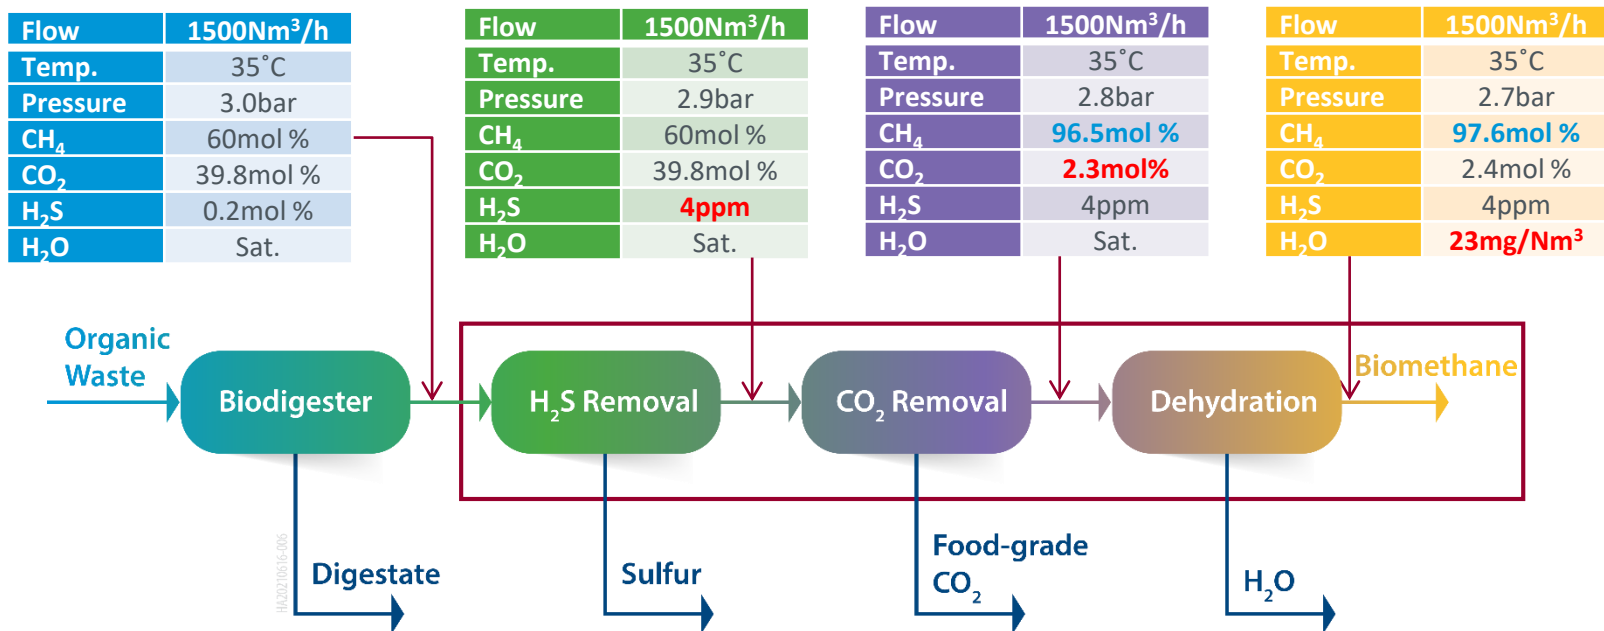 Flow 1500Nm³/h
Temp. 35°C
Pressure 3.0bar
CH₄ 60mol %
CO₂ 39.8mol %
H₂S 0.2mol %
H₂O Sat.
Flow 1500Nm³/h
Temp. 35°C
Pressure 2.9bar
CH₄ 60mol %
CO₂ 39.8mol %
H₂S 4ppm
H₂O Sat.
Flow 1500Nm³/h
Temp. 35°C
Pressure 2.8bar
CH₄ 96.5mol %
CO₂ 2.3mol%
H₂S 4ppm
H₂O Sat.
Flow 1500Nm³/h
Temp. 35°C
Pressure 2.7bar
CH₄ 97.6mol %
CO₂ 2.4mol %
H₂S 4ppm
H₂O 23mg/Nm³
Organic
Waste
Biodigester
H₂S Removal
CO₂ Removal
Dehydration
Biomethane
Digestate
Sulfur
Food-grade
CO₂
H₂O
HA20210616-006